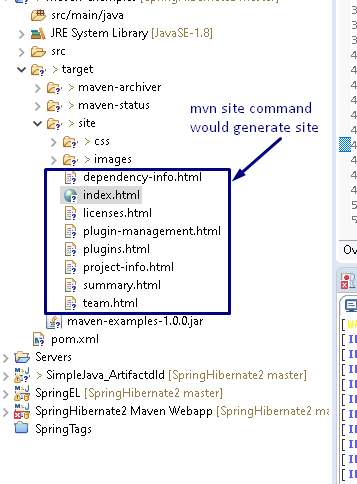 src/main/java
> JRE System Library [JavaSE-1.8]
> src
> target
> maven-archiver
> maven-status
> site
> css
> images
dependency-info.html
index.html
licenses.html
plugin-management.html
plugins.html
project-info.html
summary.html
team.html
maven-examples-1.0.0.jar
pom.xml
Servers
> SimpleJava_ArtifactdId [SpringHibernate2 master]
SpringEL [SpringHibernate2 master]
SpringHibernate2 Maven Webapp [SpringHibernate2 ma
SpringTags
mvn site command
would generate site
Ov